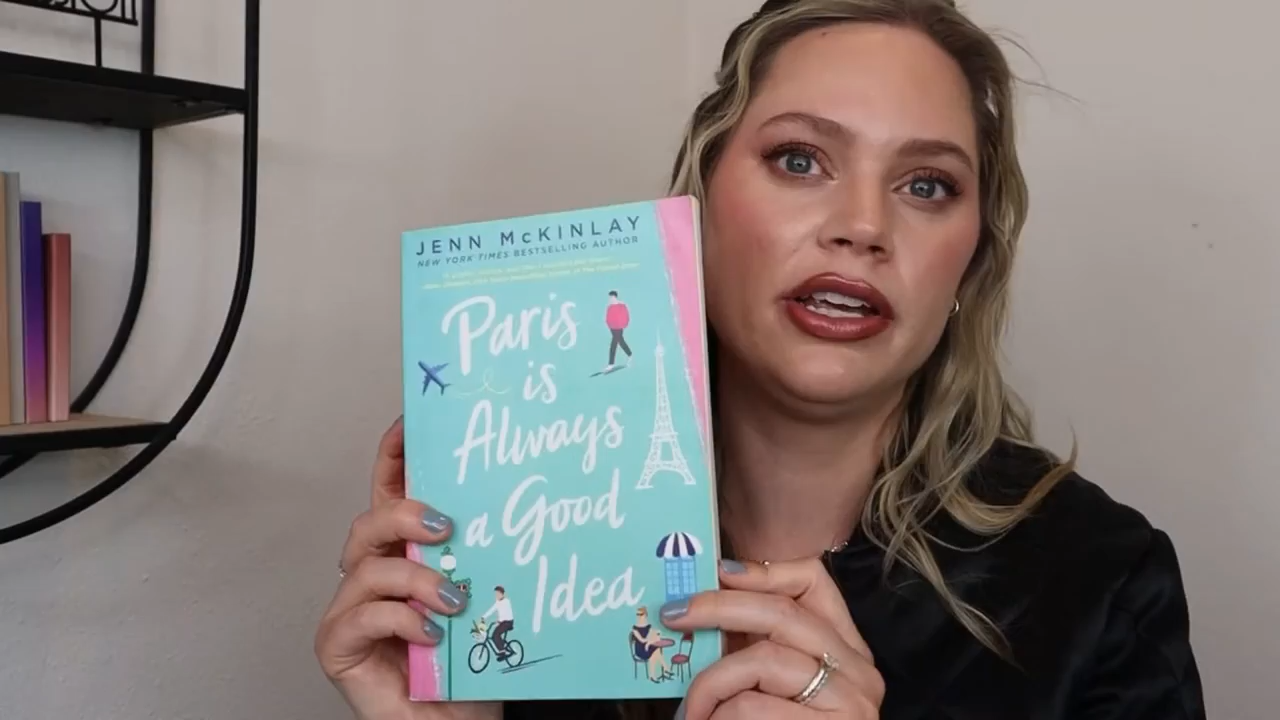 JENN McKINLAY
NEW YORK TIMES BESTSELLING AUTHOR
Paris
is
Always
a Good
Idea